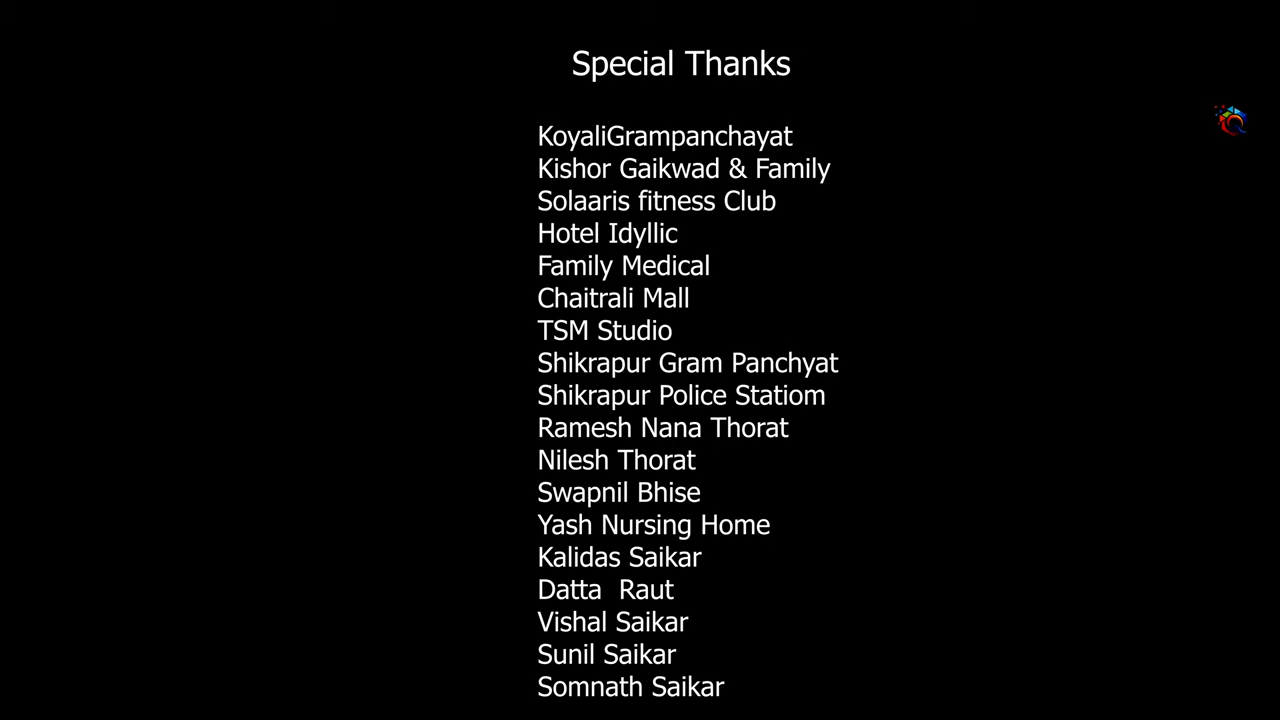 Special Thanks
KoyaliGrampanchayat
Kishor Gaikwad & Family
Solaaris fitness Club
Hotel Idyllic
Family Medical
Chaitrali Mall
TSM Studio
Shikrapur Gram Panchyat
Shikrapur Police Statiom
Ramesh Nana Thorat
Nilesh Thorat
Swapnil Bhise
Yash Nursing Home
Kalidas Saikar
Datta  Raut
Vishal Saikar
Sunil Saikar
Somnath Saikar